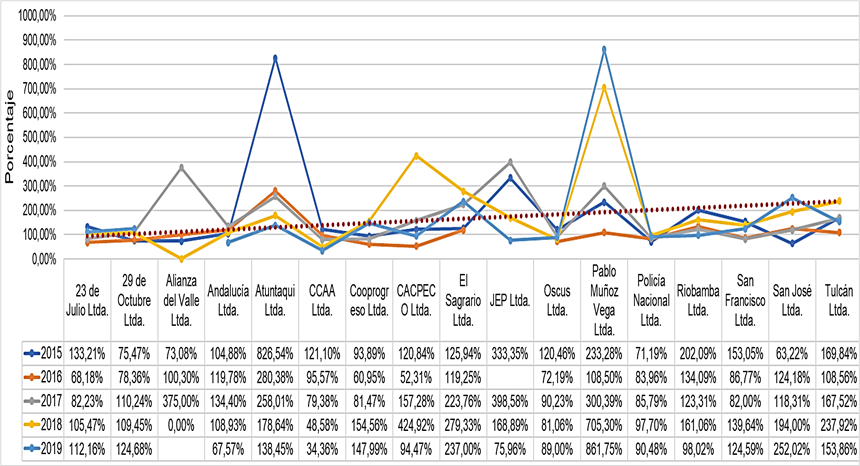 1000,00%
900,00%
800,00%
700,00%
600,00%
500,00%
400,00%
300,00%
200,00%
100,00%
0,00%
Porcentaje
23 de Julio Ltda. 29 de Octubre Ltda. Alianza del Valle Ltda. Andalucía Ltda. Atuntaqui Ltda. CCAA Ltda. Cooprogreso Ltda. CACPECO Ltda. El Sagrario Ltda. JEP Ltda. Oscus Ltda. Pablo Muñoz Vega Ltda. Policía Nacional Ltda. Riobamba Ltda. San Francisco Ltda. San José Ltda. Tulcán Ltda.
2015 133,21% 75,47% 73,08% 104,88% 826,54% 121,10% 93,89% 120,84% 125,94% 333,35% 120,46% 233,28% 71,19% 202,09% 153,05% 63,22% 169,84%
2016 68,18% 78,36% 100,30% 119,78% 280,38% 95,57% 60,95% 52,31% 119,25% 72,19% 108,50% 83,96% 134,09% 86,77% 124,18% 108,56%
2017 82,23% 110,24% 375,00% 134,40% 258,01% 79,38% 81,47% 157,28% 223,76% 398,58% 90,23% 300,39% 85,79% 123,31% 82,00% 118,31% 167,52%
2018 105,47% 109,45% 0,00% 108,93% 178,64% 48,58% 154,56% 424,92% 279,33% 168,89% 81,06% 705,30% 97,70% 161,06% 139,64% 194,00% 237,92%
2019 112,16% 124,68% 67,57% 138,45% 34,36% 147,99% 94,47% 237,00% 75,96% 89,00% 861,75% 90,48% 98,02% 124,59% 252,02% 153,86%